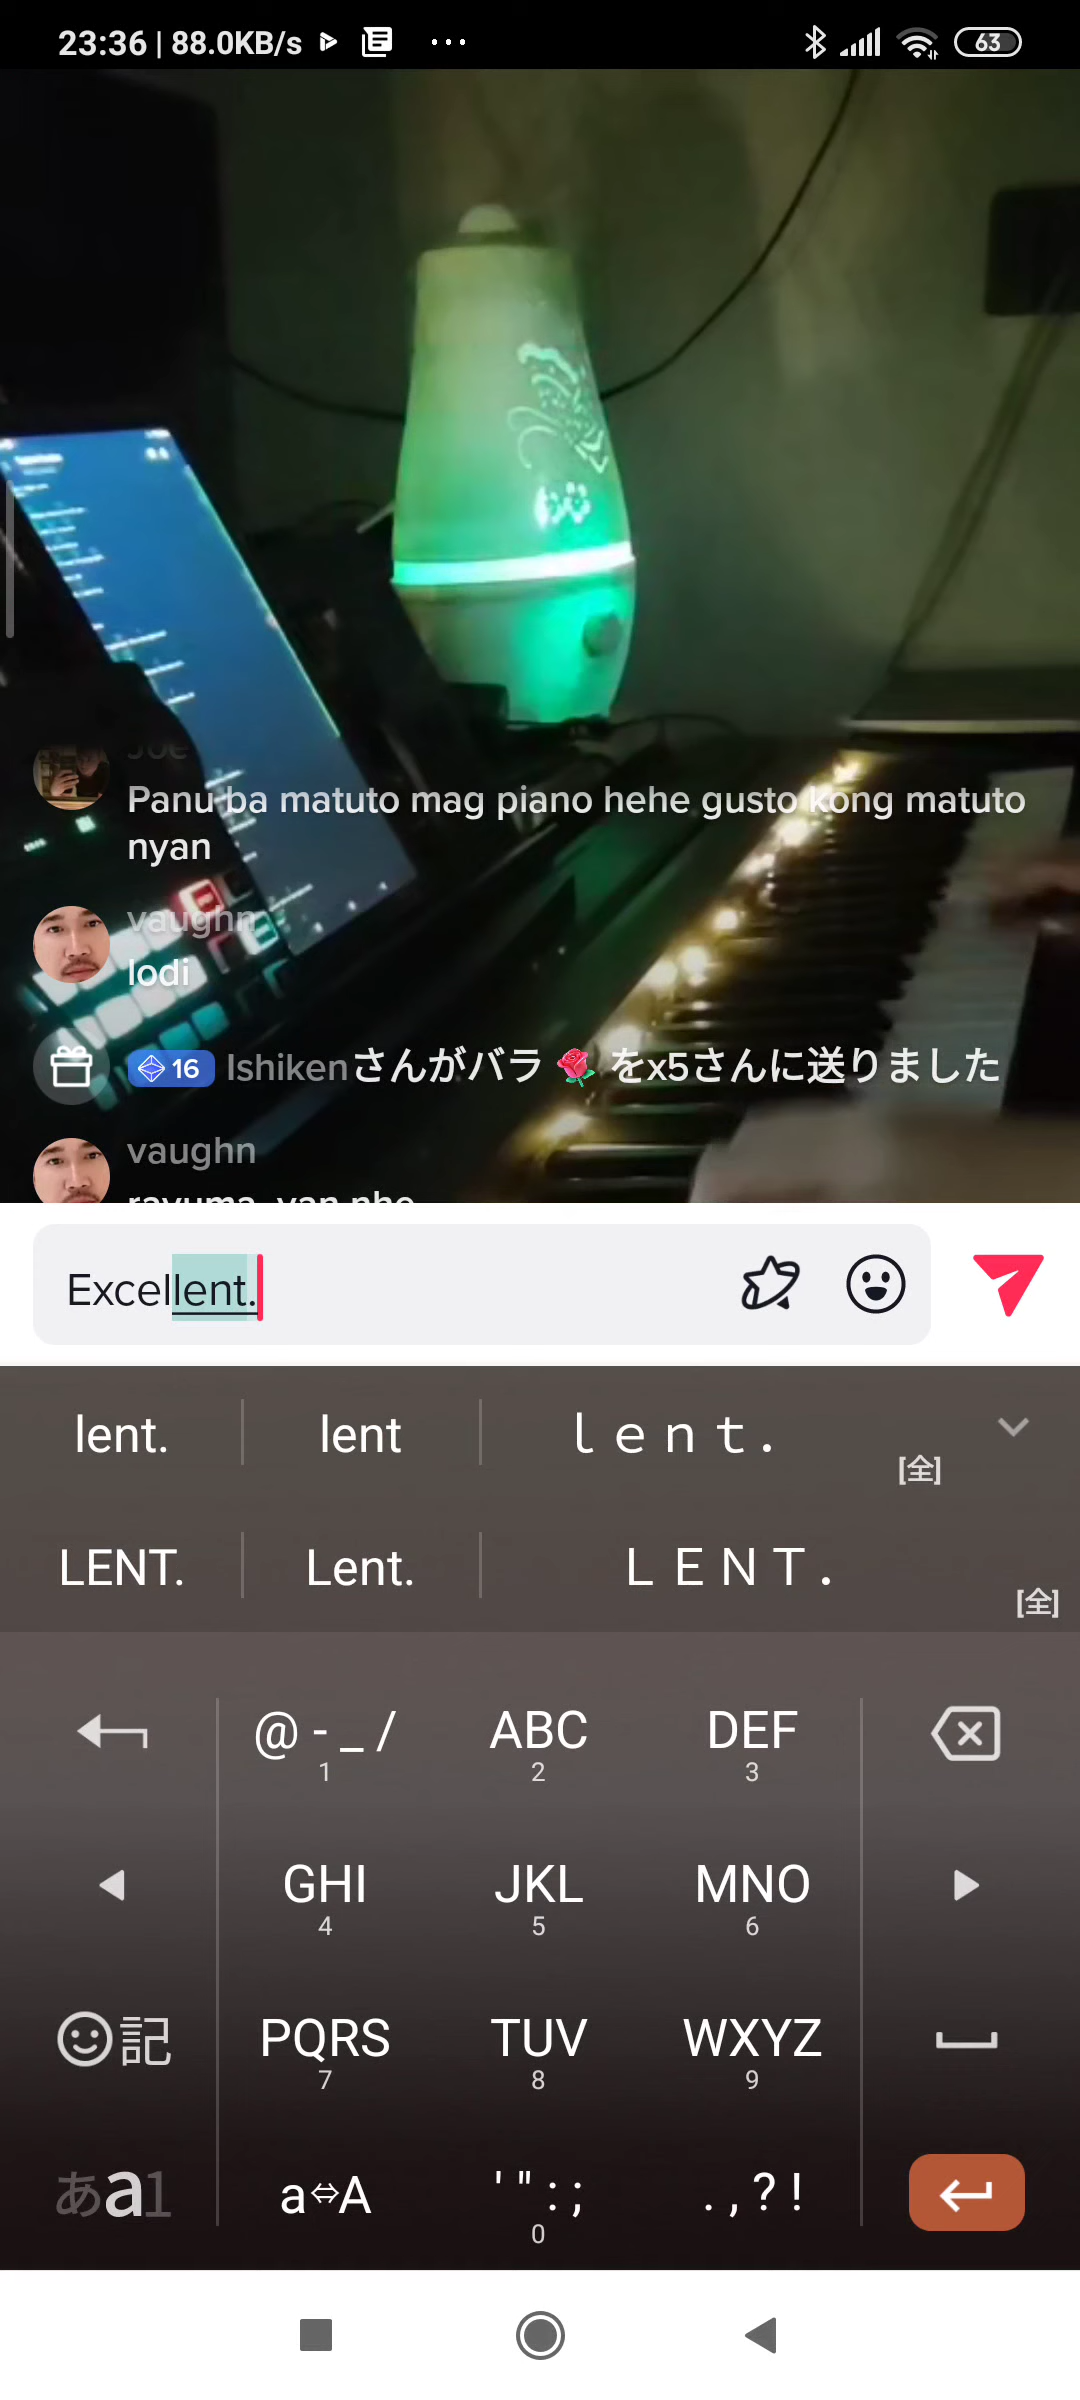 23:36 | 88.0KB/s
63
Joe
Panu ba matuto mag piano hehe gusto kong matuto
nyan
vaughn
lodi
16 Ishikenさんがバラ 🌹 をx5さんに送りました
vaughn
Excellent.
lent.
lent
ｌｅｎｔ．
[全]
LENT.
Lent.
ＬＥＮＴ．
[全]
@-_/
1
ABC
2
DEF
3
GHI
4
JKL
5
MNO
6
記
PQRS
7
TUV
8
WXYZ
9
あa1
a⇔A
'":;
0
.,?!